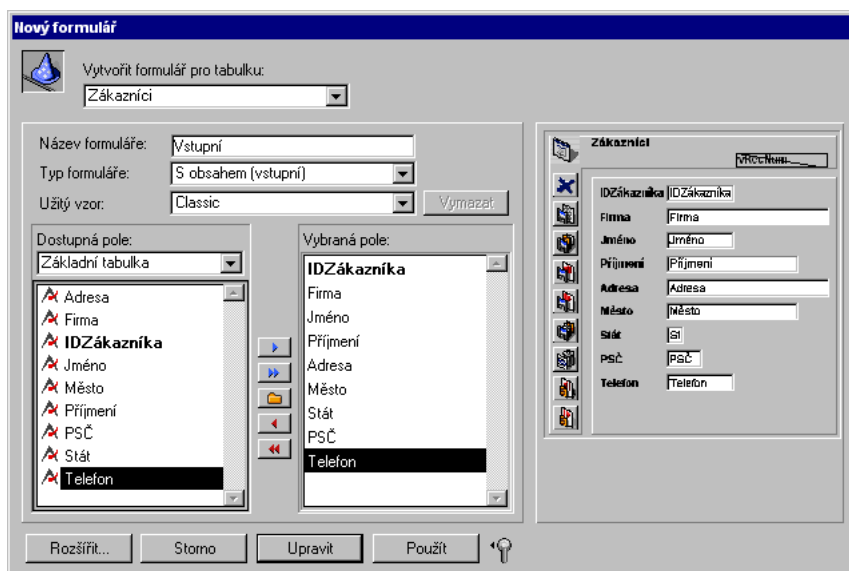 Nový formulář
Vytvořit formulář pro tabulku:
Zákazníci
Název formuláře: Vstupní
Typ formuláře: S obsahem (vstupní)
Užitý vzor: Classic Vymazat
Dostupná pole:
Základní tabulka
Adresa
Firma
IDZákazníka
Jméno
Město
Příjmení
PSČ
Stát
Telefon
Vybraná pole:
IDZákazníka
Firma
Jméno
Příjmení
Adresa
Město
Stát
PSČ
Telefon
Zákazníci
IDZákazníka IDZákazníka
Firma Firma
Jméno Jméno
Příjmení Příjmení
Adresa Adresa
Město Město
Stát St
PSČ PSČ
Telefon Telefon
Rozšířit... Storno Upravit Použít